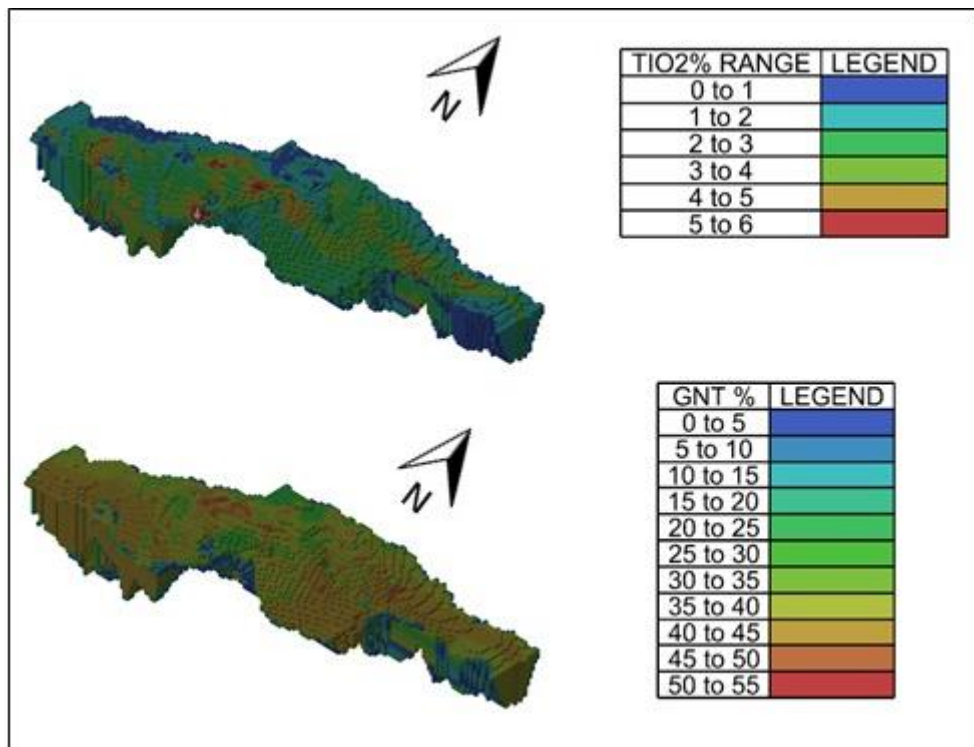 N
TIO2% RANGE LEGEND
0 to 1
1 to 2
2 to 3
3 to 4
4 to 5
5 to 6
N
GNT % LEGEND
0 to 5
5 to 10
10 to 15
15 to 20
20 to 25
25 to 30
30 to 35
35 to 40
40 to 45
45 to 50
50 to 55